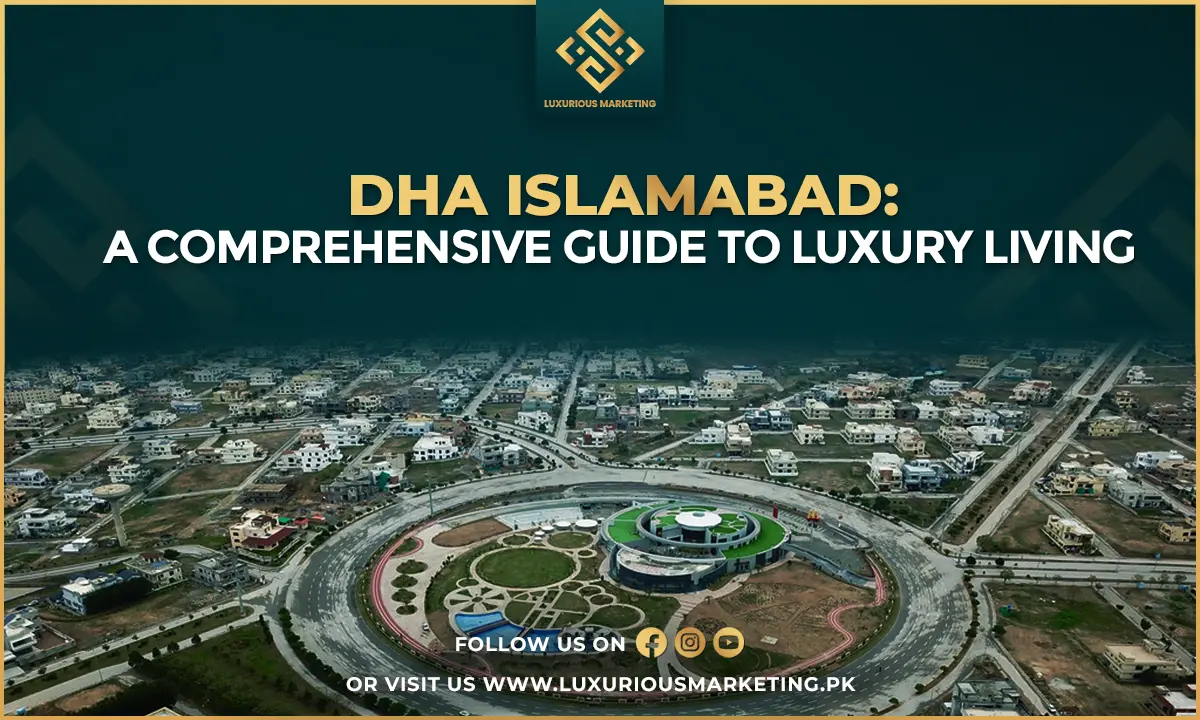 LUXURIOUS MARKETING
DHA ISLAMABAD:
A COMPREHENSIVE GUIDE TO LUXURY LIVING
FOLLOW US ON
OR VISIT US WWW.LUXURIOUSMARKETING.PK